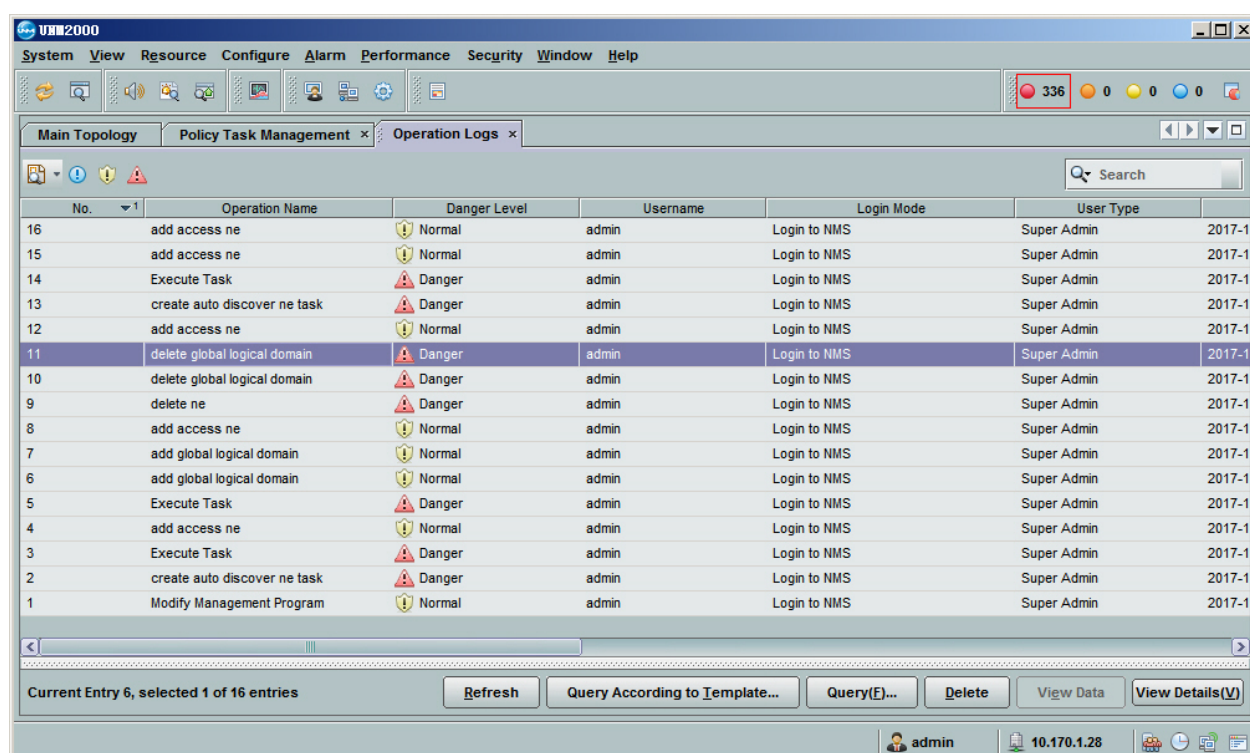 UNM2000
System View Resource Configure Alarm Performance Security Window Help
336 0 0 0
Main Topology Policy Task Management × Operation Logs ×
Search
No. 1 Operation Name Danger Level Username Login Mode User Type
16 add access ne Normal admin Login to NMS Super Admin 2017-1
15 add access ne Normal admin Login to NMS Super Admin 2017-1
14 Execute Task Danger admin Login to NMS Super Admin 2017-1
13 create auto discover ne task Danger admin Login to NMS Super Admin 2017-1
12 add access ne Normal admin Login to NMS Super Admin 2017-1
11 delete global logical domain Danger admin Login to NMS Super Admin 2017-1
10 delete global logical domain Danger admin Login to NMS Super Admin 2017-1
9 delete ne Danger admin Login to NMS Super Admin 2017-1
8 add access ne Normal admin Login to NMS Super Admin 2017-1
7 add global logical domain Normal admin Login to NMS Super Admin 2017-1
6 add global logical domain Normal admin Login to NMS Super Admin 2017-1
5 Execute Task Danger admin Login to NMS Super Admin 2017-1
4 add access ne Normal admin Login to NMS Super Admin 2017-1
3 Execute Task Danger admin Login to NMS Super Admin 2017-1
2 create auto discover ne task Danger admin Login to NMS Super Admin 2017-1
1 Modify Management Program Normal admin Login to NMS Super Admin 2017-1
Current Entry 6, selected 1 of 16 entries Refresh Query According to Template... Query(F)... Delete View Data View Details(V)
admin 10.170.1.28